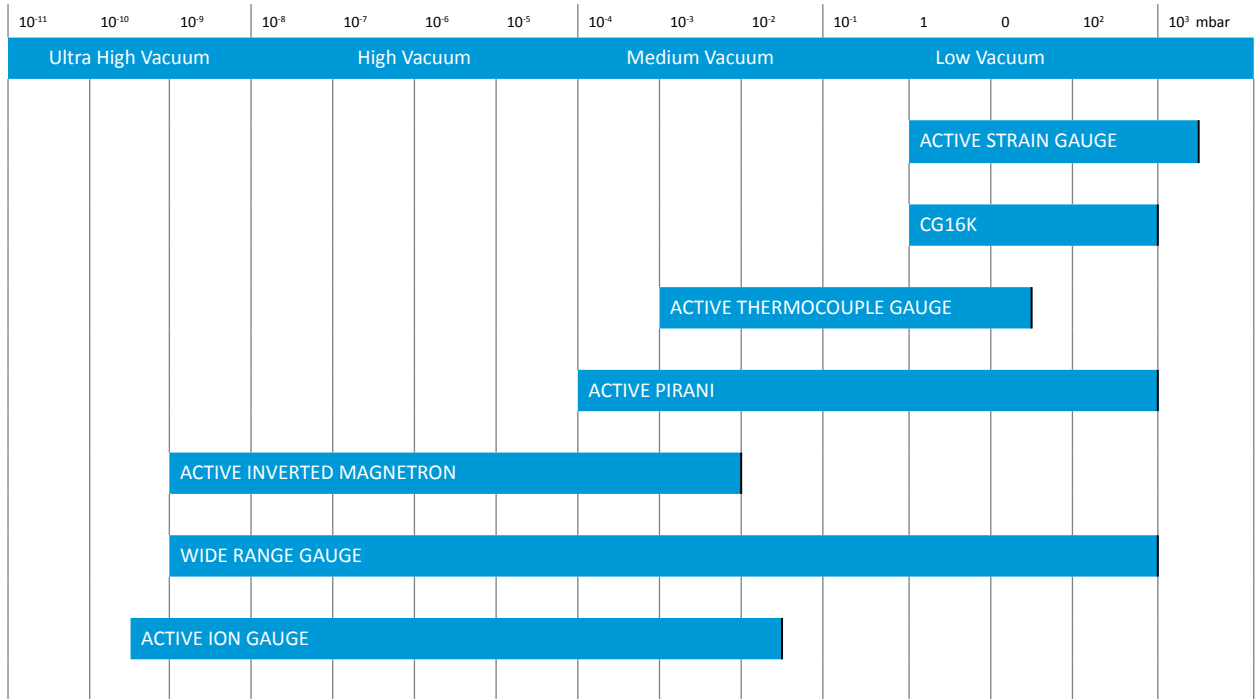 10⁻¹¹ 10⁻¹⁰ 10⁻⁹ 10⁻⁸ 10⁻⁷ 10⁻⁶ 10⁻⁵ 10⁻⁴ 10⁻³ 10⁻² 10⁻¹ 1 0 10² 10³ mbar
Ultra High Vacuum High Vacuum Medium Vacuum Low Vacuum
ACTIVE STRAIN GAUGE
CG16K
ACTIVE THERMOCOUPLE GAUGE
ACTIVE PIRANI
ACTIVE INVERTED MAGNETRON
WIDE RANGE GAUGE
ACTIVE ION GAUGE